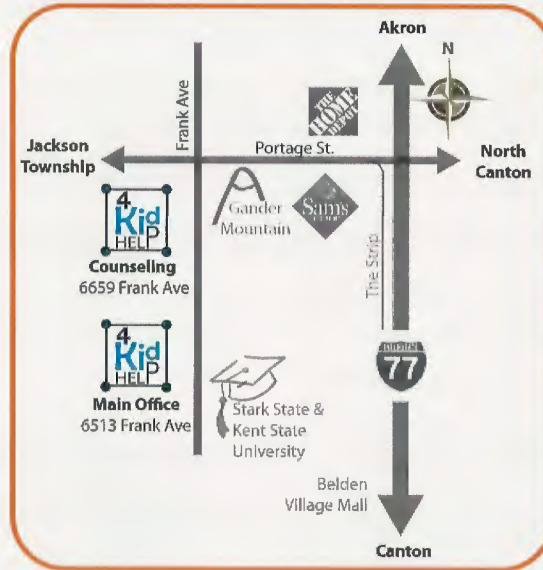 Akron
N
Frank Ave
THE
HOME
DEPOT
Jackson
Township
Portage St.
North
Canton
4
Kid
HELP
Counseling
6659 Frank Ave
Gander
Mountain
Sam's
CLUB
The Strip
4
Kid
HELP
Main Office
6513 Frank Ave
INTERSTATE
77
Stark State &
Kent State
University
Belden
Village Mall
Canton